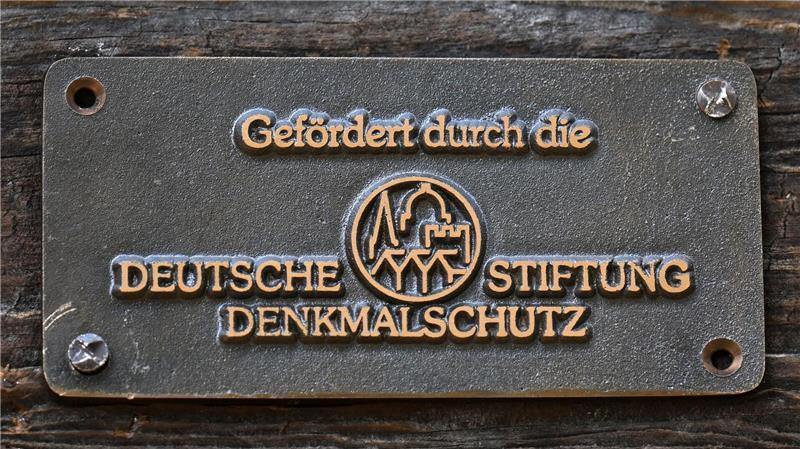 Gefördert durch die
DEUTSCHE STIFTUNG
DENKMALSCHUTZ